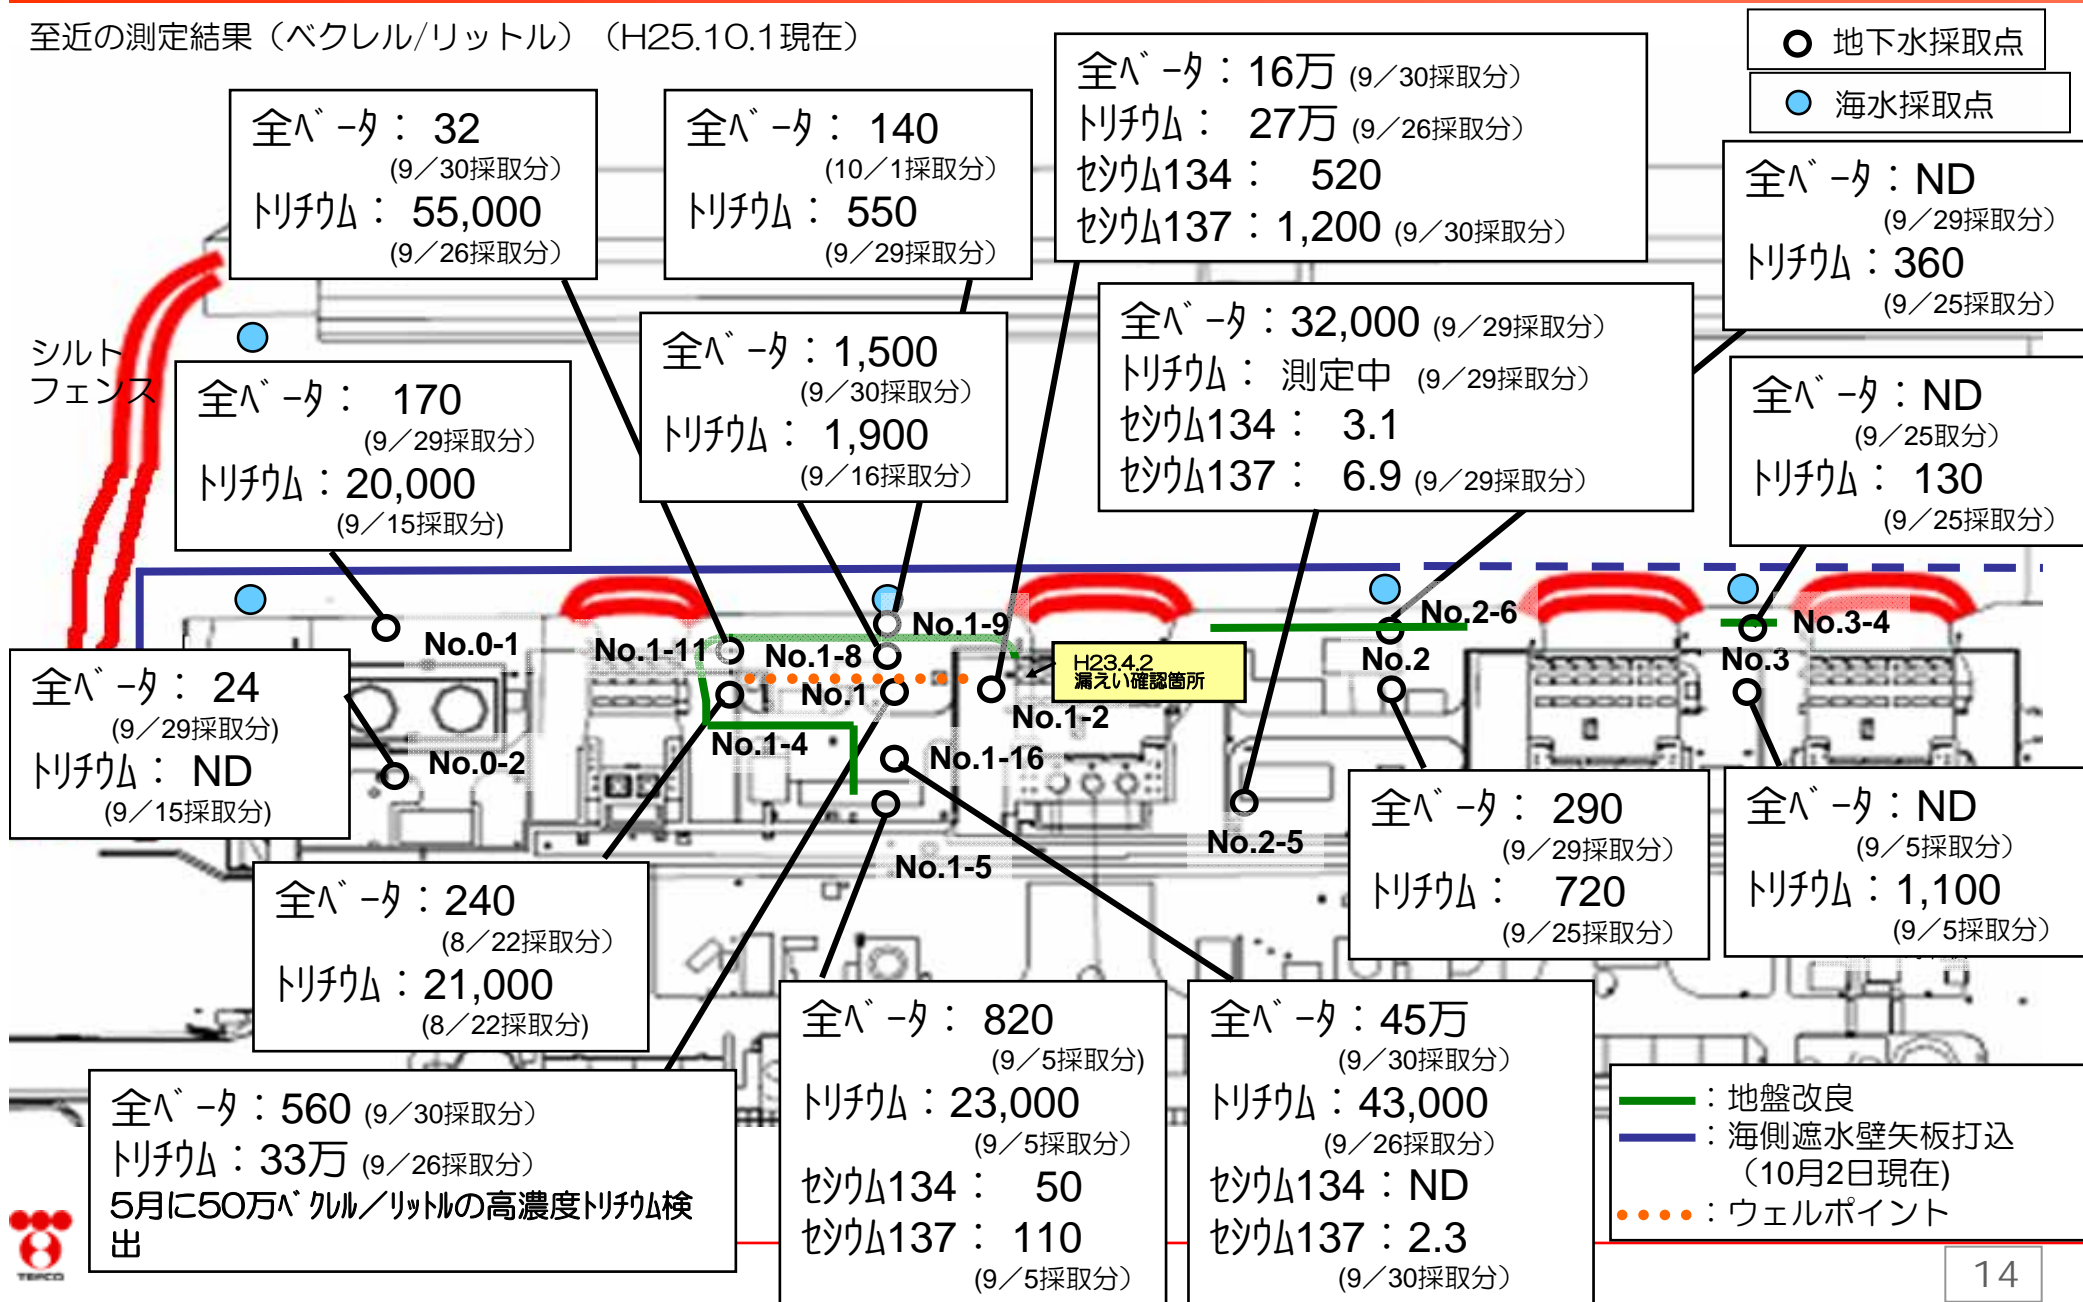 至近の測定結果（ベクレル/リットル）（H25.10.1現在）
地下水採取点
海水採取点
全ﾍﾞｰﾀ： 32
(9／30採取分)
ﾄﾘﾁｳﾑ： 55,000
(9／26採取分)
全ﾍﾞｰﾀ： 140
(10／1採取分)
ﾄﾘﾁｳﾑ： 550
(9／29採取分)
全ﾍﾞｰﾀ：16万 (9／30採取分)
ﾄﾘﾁｳﾑ： 27万 (9／26採取分)
ｾｼｳﾑ134： 520
ｾｼｳﾑ137：1,200 (9／30採取分)
全ﾍﾞｰﾀ：ND
(9／29採取分)
ﾄﾘﾁｳﾑ：360
(9／25採取分)
シルト
フェンス
全ﾍﾞｰﾀ： 170
(9／29採取分)
ﾄﾘﾁｳﾑ：20,000
(9／15採取分)
全ﾍﾞｰﾀ：1,500
(9／30採取分)
ﾄﾘﾁｳﾑ： 1,900
(9／16採取分)
全ﾍﾞｰﾀ：32,000 (9／29採取分)
ﾄﾘﾁｳﾑ： 測定中 (9／29採取分)
ｾｼｳﾑ134： 3.1
ｾｼｳﾑ137： 6.9 (9／29採取分)
全ﾍﾞｰﾀ：ND
(9／25取分)
ﾄﾘﾁｳﾑ： 130
(9／25採取分)
No.0-1
No.1-11
No.1-8
No.1-9
No.2-6
No.3-4
No.1
No.1-2
No.2
No.3
H23.4.2
漏えい確認箇所
全ﾍﾞｰﾀ： 24
(9／29採取分)
ﾄﾘﾁｳﾑ： ND
(9／15採取分)
No.0-2
No.1-4
No.1-16
No.1-5
No.2-5
全ﾍﾞｰﾀ：240
(8／22採取分)
ﾄﾘﾁｳﾑ：21,000
(8／22採取分)
全ﾍﾞｰﾀ：290
(9／29採取分)
ﾄﾘﾁｳﾑ： 720
(9／25採取分)
全ﾍﾞｰﾀ：ND
(9／5採取分)
ﾄﾘﾁｳﾑ：1,100
(9／5採取分)
全ﾍﾞｰﾀ：560 (9／30採取分)
ﾄﾘﾁｳﾑ：33万 (9／26採取分)
5月に50万ﾍﾞｸﾚﾙ／ﾘｯﾄﾙの高濃度ﾄﾘﾁｳﾑ検
出
全ﾍﾞｰﾀ： 820
(9／5採取分)
ﾄﾘﾁｳﾑ：23,000
(9／5採取分)
ｾｼｳﾑ134： 50
ｾｼｳﾑ137： 110
(9／5採取分)
全ﾍﾞｰﾀ：45万
(9／30採取分)
ﾄﾘﾁｳﾑ：43,000
(9／26採取分)
ｾｼｳﾑ134：ND
ｾｼｳﾑ137：2.3
(9／30採取分)
：地盤改良
：海側遮水壁矢板打込
（10月2日現在)
：ウェルポイント
TEPCO
14